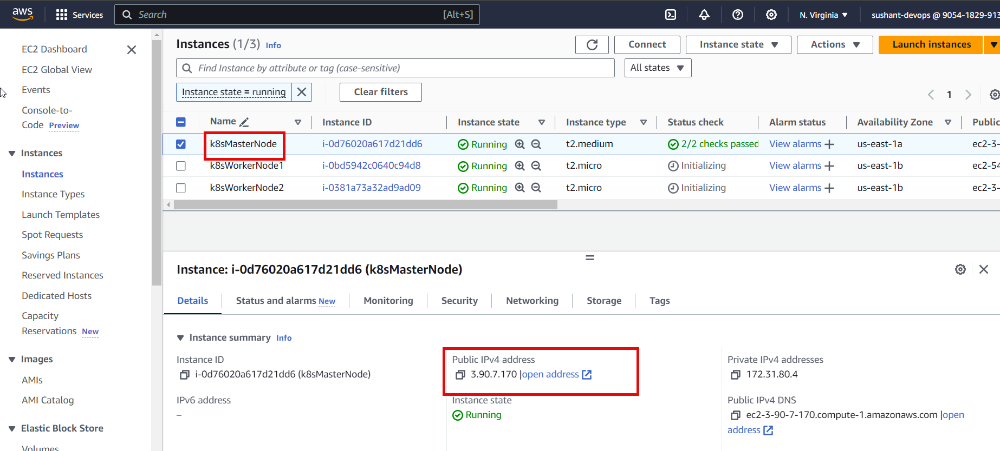 aws
Services
Search [Alt+S]
N. Virginia
sushant-devops @ 9054-1829-913
EC2 Dashboard
EC2 Global View
Events
Console-to-
Code Preview
Instances
Instances
Instance Types
Launch Templates
Spot Requests
Savings Plans
Reserved Instances
Dedicated Hosts
Capacity
Reservations New
Images
AMIs
AMI Catalog
Elastic Block Store
Volumes
Instances (1/3) Info
Connect
Instance state
Actions
Launch instances
Find Instance by attribute or tag (case-sensitive)
All states
Instance state = running
Clear filters
1
Name Instance ID Instance state Instance type Status check Alarm status Availability Zone Public
k8sMasterNode i-0d76020a617d21dd6 Running t2.medium 2/2 checks passed View alarms us-east-1a ec2-3-
k8sWorkerNode1 i-0bd5942c0640c94d8 Running t2.micro Initializing View alarms us-east-1b ec2-54
k8sWorkerNode2 i-0381a73a32ad9ad09 Running t2.micro Initializing View alarms us-east-1b ec2-3-
Instance: i-0d76020a617d21dd6 (k8sMasterNode)
Details Status and alarms New Monitoring Security Networking Storage Tags
Instance summary Info
Instance ID
i-0d76020a617d21dd6 (k8sMasterNode)
Public IPv4 address
3.90.7.170 |open address
Private IPv4 addresses
172.31.80.4
IPv6 address
–
Instance state
Running
Public IPv4 DNS
ec2-3-90-7-170.compute-1.amazonaws.com |open
address